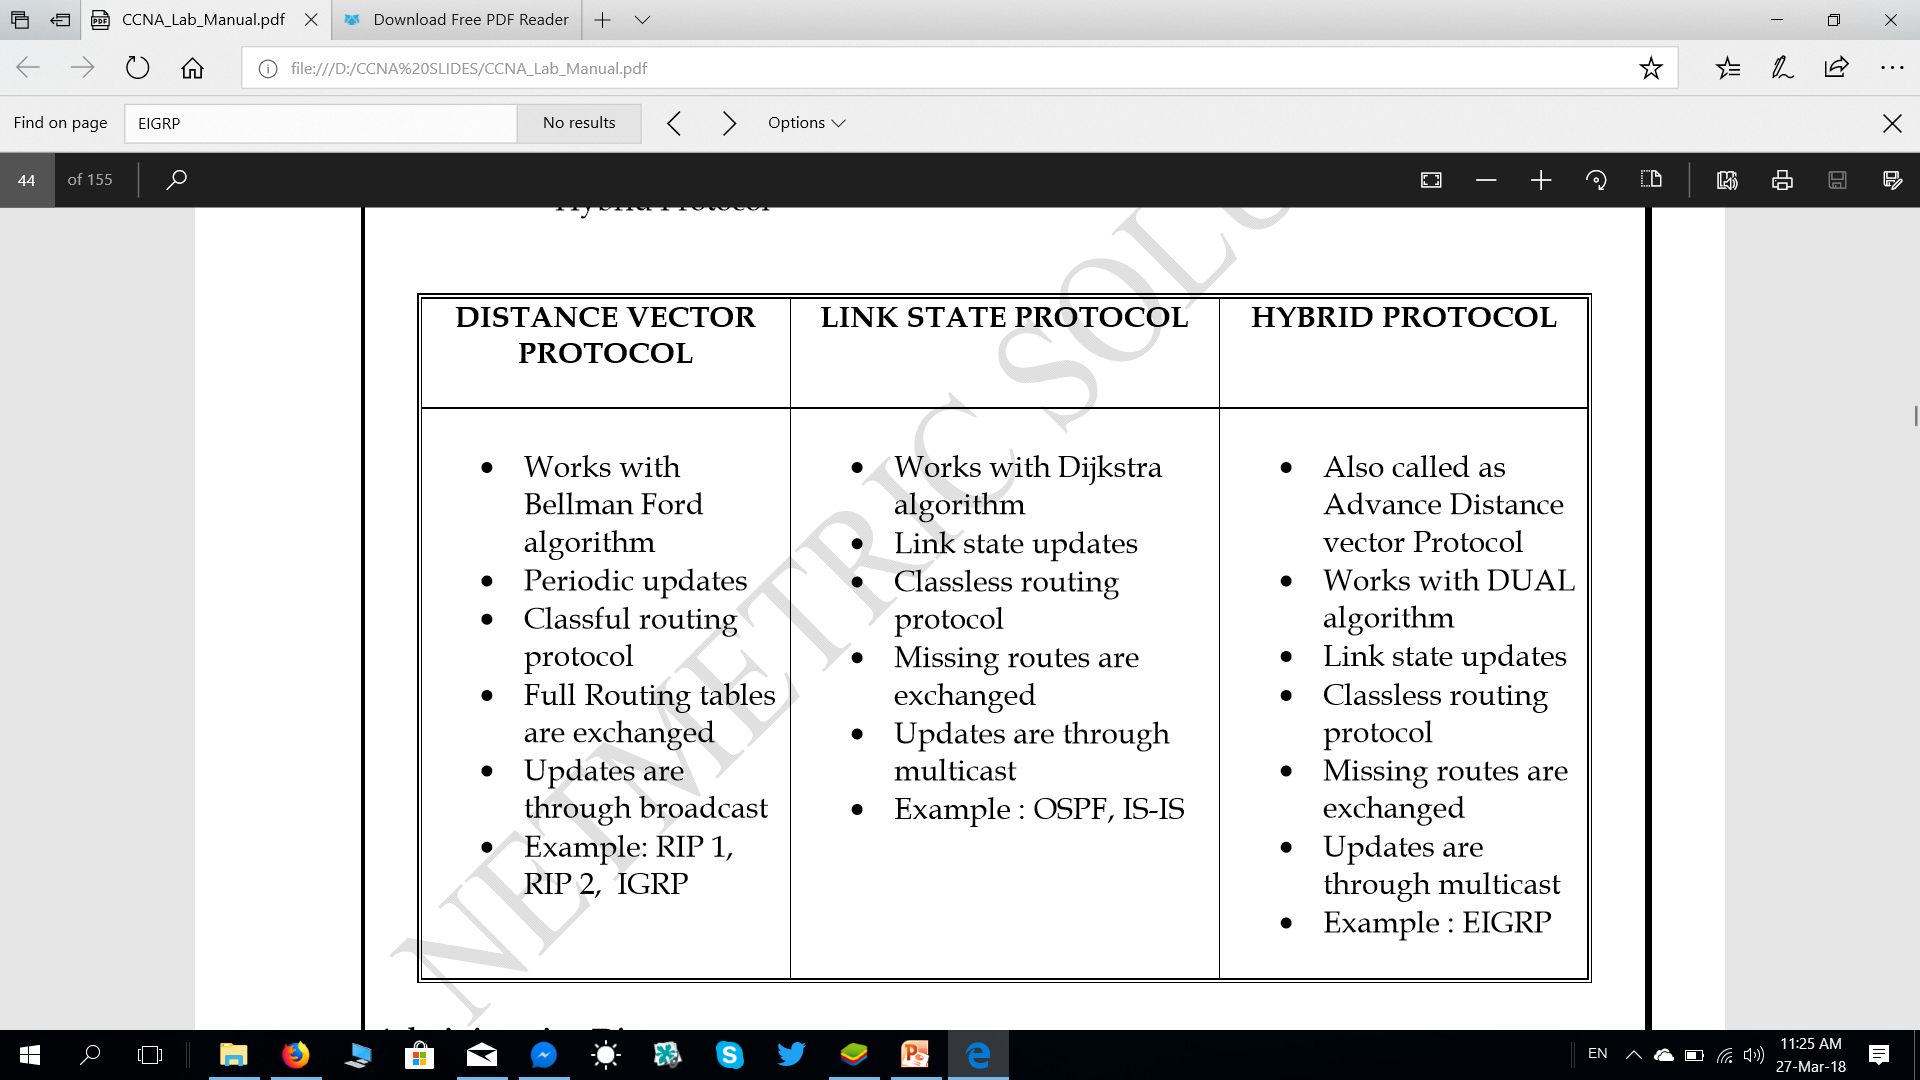 CCNA_Lab_Manual.pdf
Download Free PDF Reader
file:///D:/CCNA%20SLIDES/CCNA_Lab_Manual.pdf
Find on page
EIGRP
No results
Options
44
of 155
Hybrid Protocol
DISTANCE VECTOR
PROTOCOL
Works with
Bellman Ford
algorithm
Periodic updates
Classful routing
protocol
Full Routing tables
are exchanged
Updates are
through broadcast
Example: RIP 1,
RIP 2, IGRP
LINK STATE PROTOCOL
Works with Dijkstra
algorithm
Link state updates
Classless routing
protocol
Missing routes are
exchanged
Updates are through
multicast
Example : OSPF, IS-IS
HYBRID PROTOCOL
Also called as
Advance Distance
vector Protocol
Works with DUAL
algorithm
Link state updates
Classless routing
protocol
Missing routes are
exchanged
Updates are
through multicast
Example : EIGRP
NETMETRIC
EN
11:25 AM
27-Mar-18